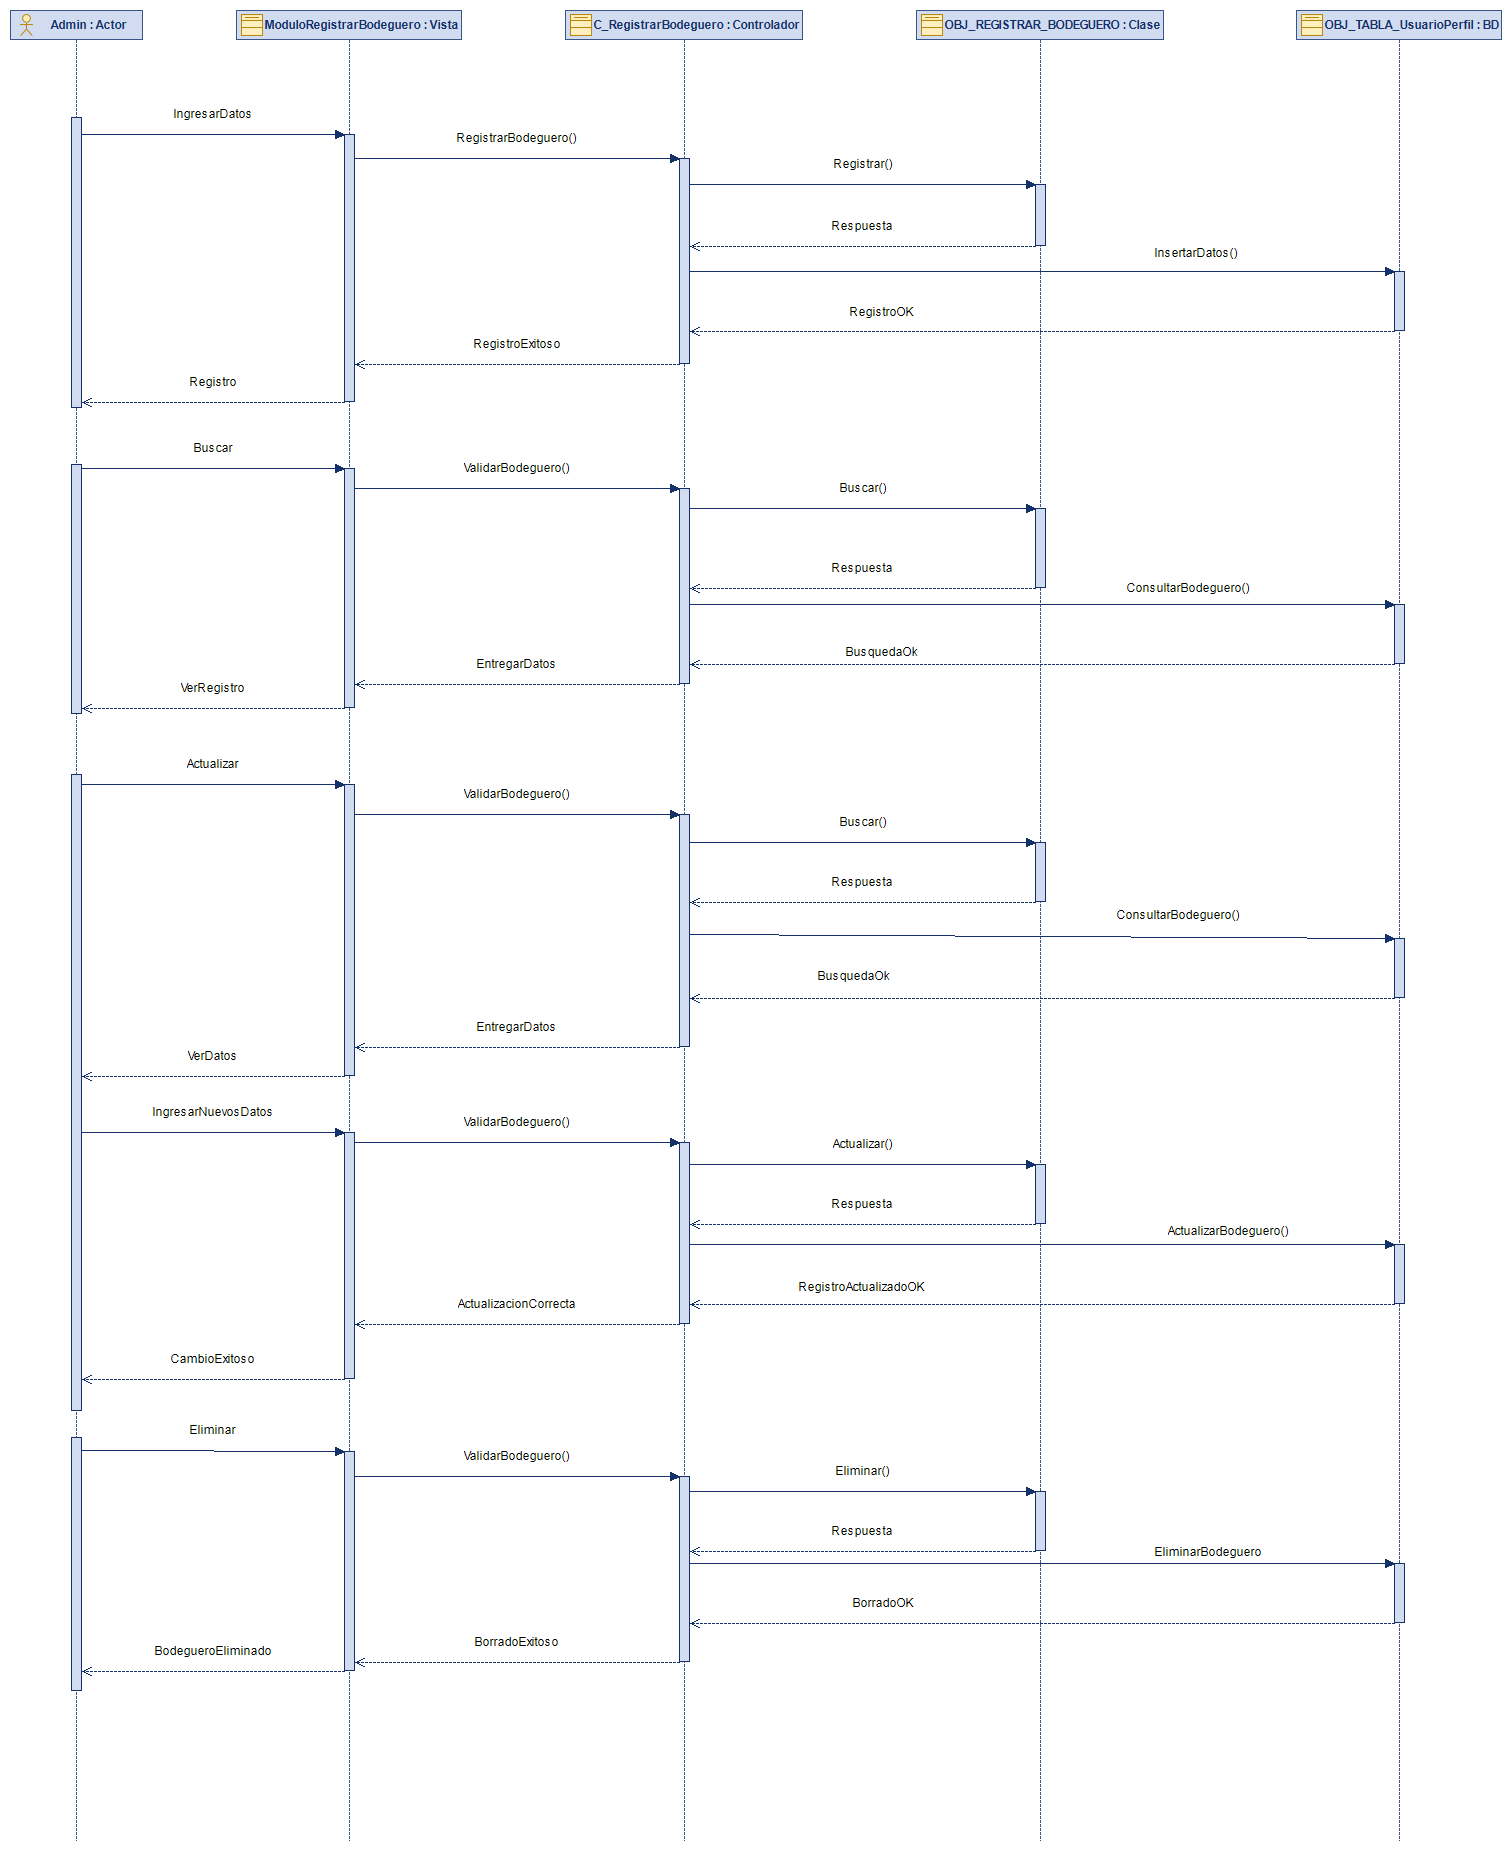 Admin : Actor
ModuloRegistrarBodeguero : Vista
C_RegistrarBodeguero : Controlador
OBJ_REGISTRAR_BODEGUERO : Clase
OBJ_TABLA_UsuarioPerfil : BD
IngresarDatos
RegistrarBodeguero()
Registrar()
Respuesta
InsertarDatos()
RegistroOK
RegistroExitoso
Registro
Buscar
ValidarBodeguero()
Buscar()
Respuesta
ConsultarBodeguero()
BusquedaOk
EntregarDatos
VerRegistro
Actualizar
ValidarBodeguero()
Buscar()
Respuesta
ConsultarBodeguero()
BusquedaOk
EntregarDatos
VerDatos
IngresarNuevosDatos
ValidarBodeguero()
Actualizar()
Respuesta
ActualizarBodeguero()
RegistroActualizadoOK
ActualizacionCorrecta
CambioExitoso
Eliminar
ValidarBodeguero()
Eliminar()
Respuesta
EliminarBodeguero
BorradoOK
BorradoExitoso
BodegueroEliminado